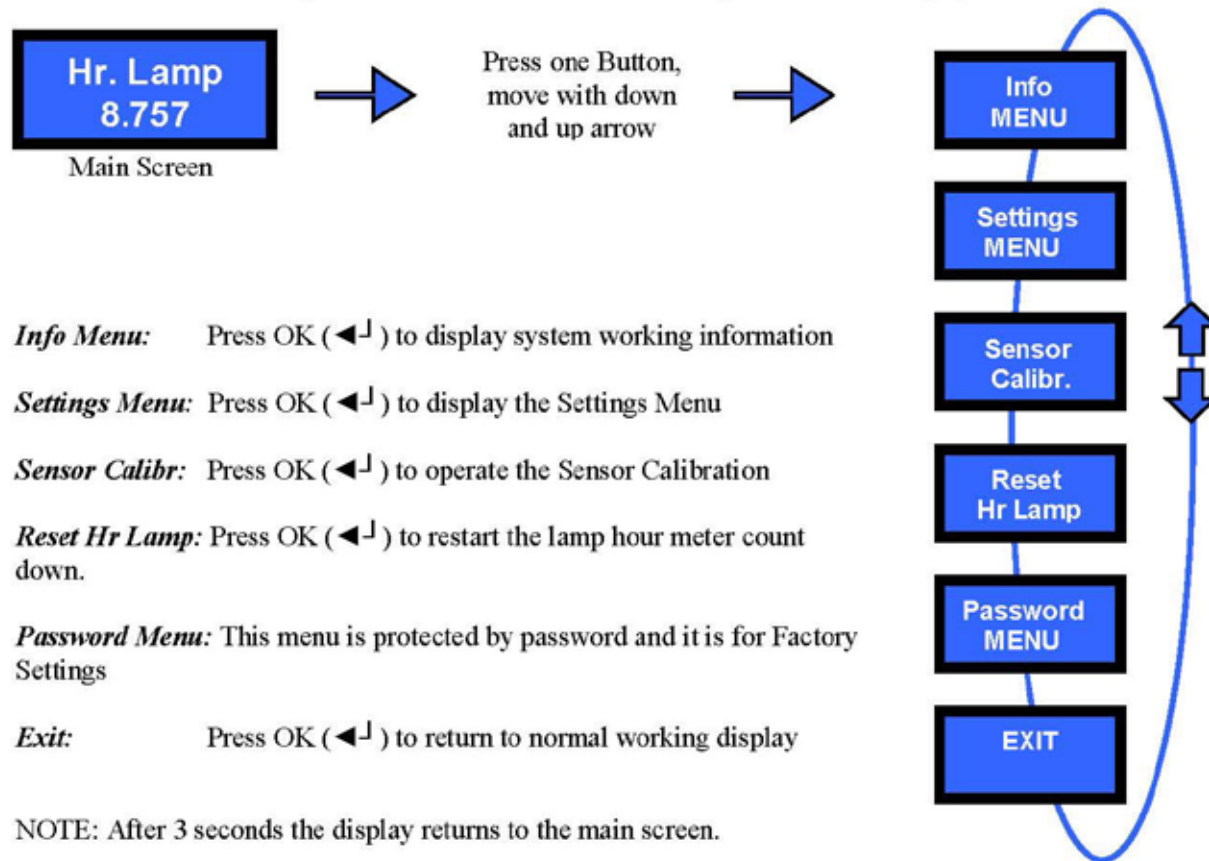 Hr. Lamp
8.757
Main Screen
Press one Button,
move with down
and up arrow
Info
MENU
Settings
MENU
Sensor
Calibr.
Reset
Hr Lamp
Password
MENU
EXIT
Info Menu: Press OK (◄┘) to display system working information
Settings Menu: Press OK (◄┘) to display the Settings Menu
Sensor Calibr: Press OK (◄┘) to operate the Sensor Calibration
Reset Hr Lamp: Press OK (◄┘) to restart the lamp hour meter count
down.
Password Menu: This menu is protected by password and it is for Factory
Settings
Exit: Press OK (◄┘) to return to normal working display
NOTE: After 3 seconds the display returns to the main screen.